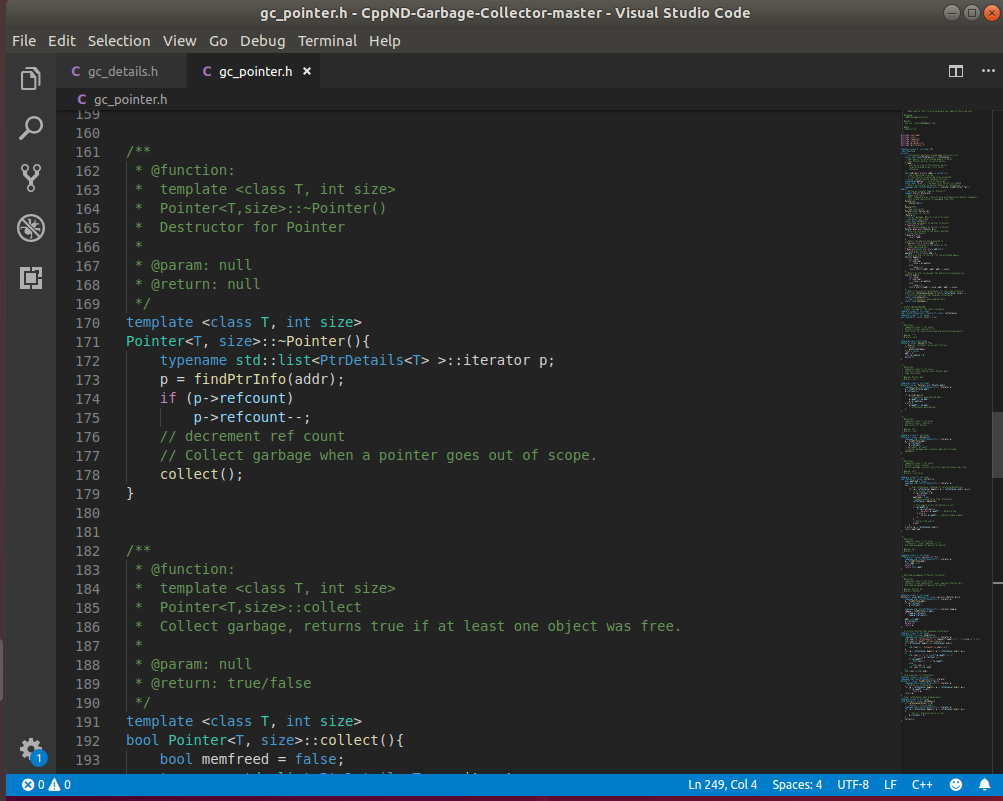 gc_pointer.h - CppND-Garbage-Collector-master - Visual Studio Code
File Edit Selection View Go Debug Terminal Help
C gc_details.h
C gc_pointer.h ×
C gc_pointer.h
159
160
161 /**
162 * @function:
163 * template <class T, int size>
164 * Pointer<T,size>::~Pointer()
165 * Destructor for Pointer
166 *
167 * @param: null
168 * @return: null
169 */
170 template <class T, int size>
171 Pointer<T, size>::~Pointer(){
172 typename std::list<PtrDetails<T> >::iterator p;
173 p = findPtrInfo(addr);
174 if (p->refcount)
175 p->refcount--;
176 // decrement ref count
177 // Collect garbage when a pointer goes out of scope.
178 collect();
179 }
180
181
182 /**
183 * @function:
184 * template <class T, int size>
185 * Pointer<T,size>::collect
186 * Collect garbage, returns true if at least one object was free.
187 *
188 * @param: null
189 * @return: true/false
190 */
191 template <class T, int size>
192 bool Pointer<T, size>::collect(){
193 bool memfreed = false;
1
0 0
Ln 249, Col 4 Spaces: 4 UTF-8 LF C++